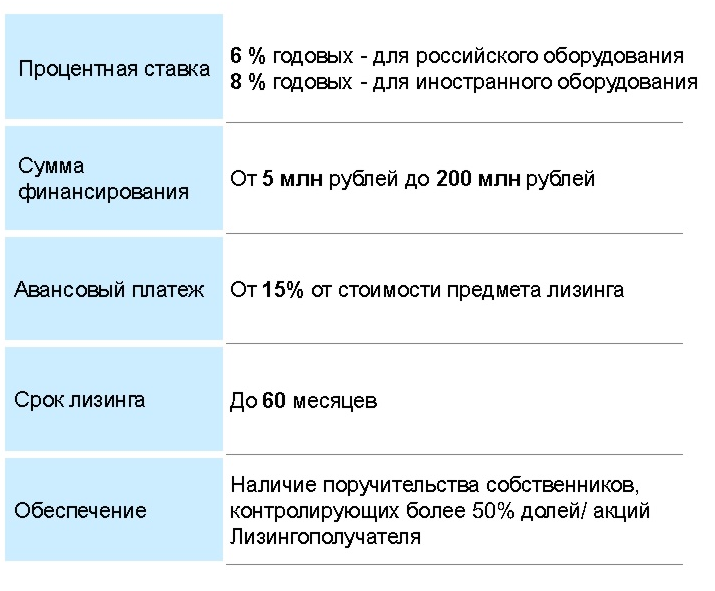 Процентная ставка
6 % годовых - для российского оборудования
8 % годовых - для иностранного оборудования
Сумма
финансирования
От 5 млн рублей до 200 млн рублей
Авансовый платеж
От 15% от стоимости предмета лизинга
Срок лизинга
До 60 месяцев
Обеспечение
Наличие поручительства собственников,
контролирующих более 50% долей/ акций
Лизингополучателя